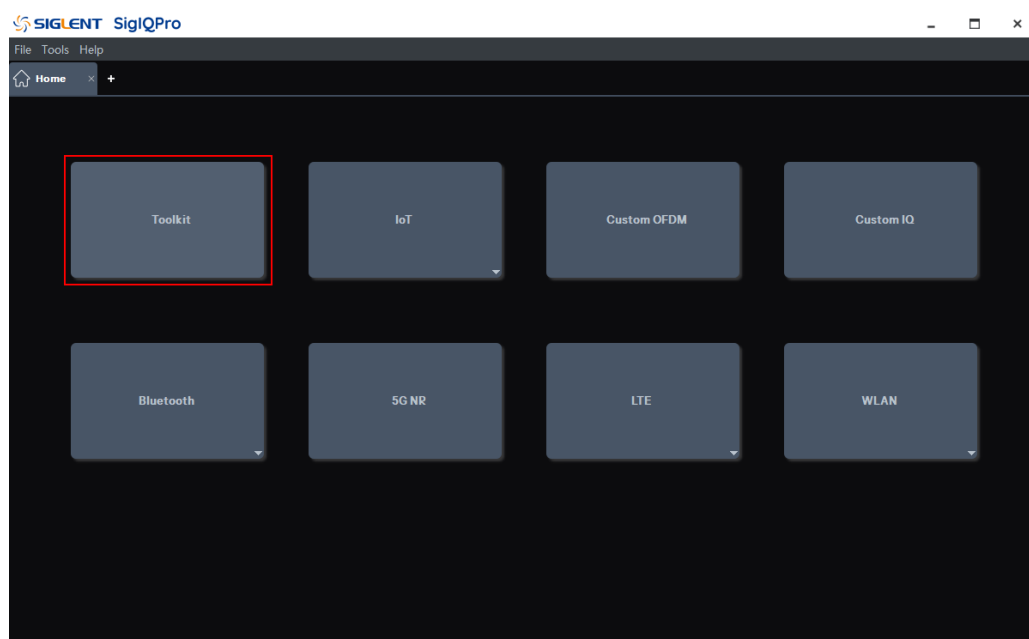 SIGLENT SigIQPro
File Tools Help
Home × +
Toolkit IoT Custom OFDM Custom IQ
Bluetooth 5G NR LTE WLAN